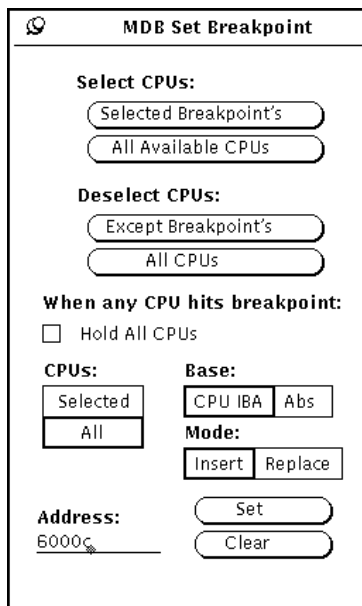 MDB Set Breakpoint
Select CPUs:
Selected Breakpoint's
All Available CPUs
Deselect CPUs:
Except Breakpoint's
All CPUs
When any CPU hits breakpoint:
Hold All CPUs
CPUs:
Selected
All
Base:
CPU IBA Abs
Mode:
Insert Replace
Address:
6000c
Set
Clear